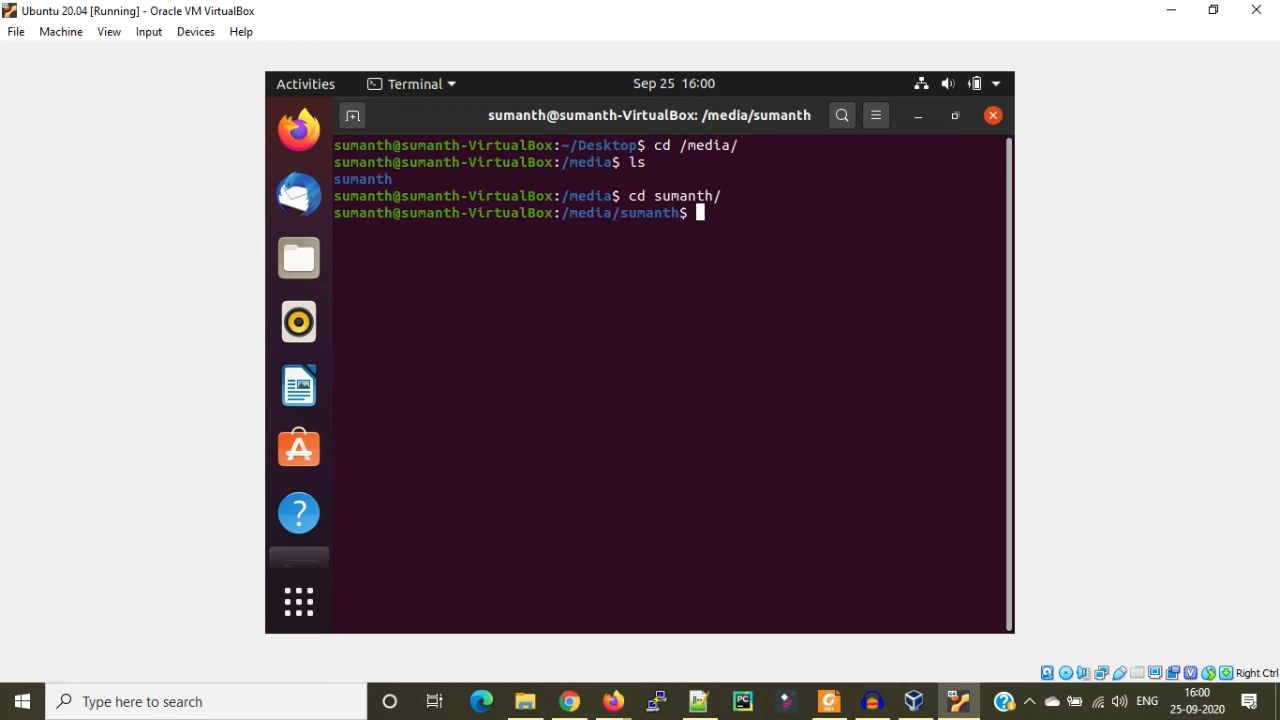 Ubuntu 20.04 [Running] - Oracle VM VirtualBox
File Machine View Input Devices Help
Activities Terminal Sep 25 16:00
sumanth@sumanth-VirtualBox: /media/sumanth
sumanth@sumanth-VirtualBox:~/Desktop$ cd /media/
sumanth@sumanth-VirtualBox:/media$ ls
sumanth
sumanth@sumanth-VirtualBox:/media$ cd sumanth/
sumanth@sumanth-VirtualBox:/media/sumanth$
Right Ctrl
Type here to search
ENG
16:00
25-09-2020